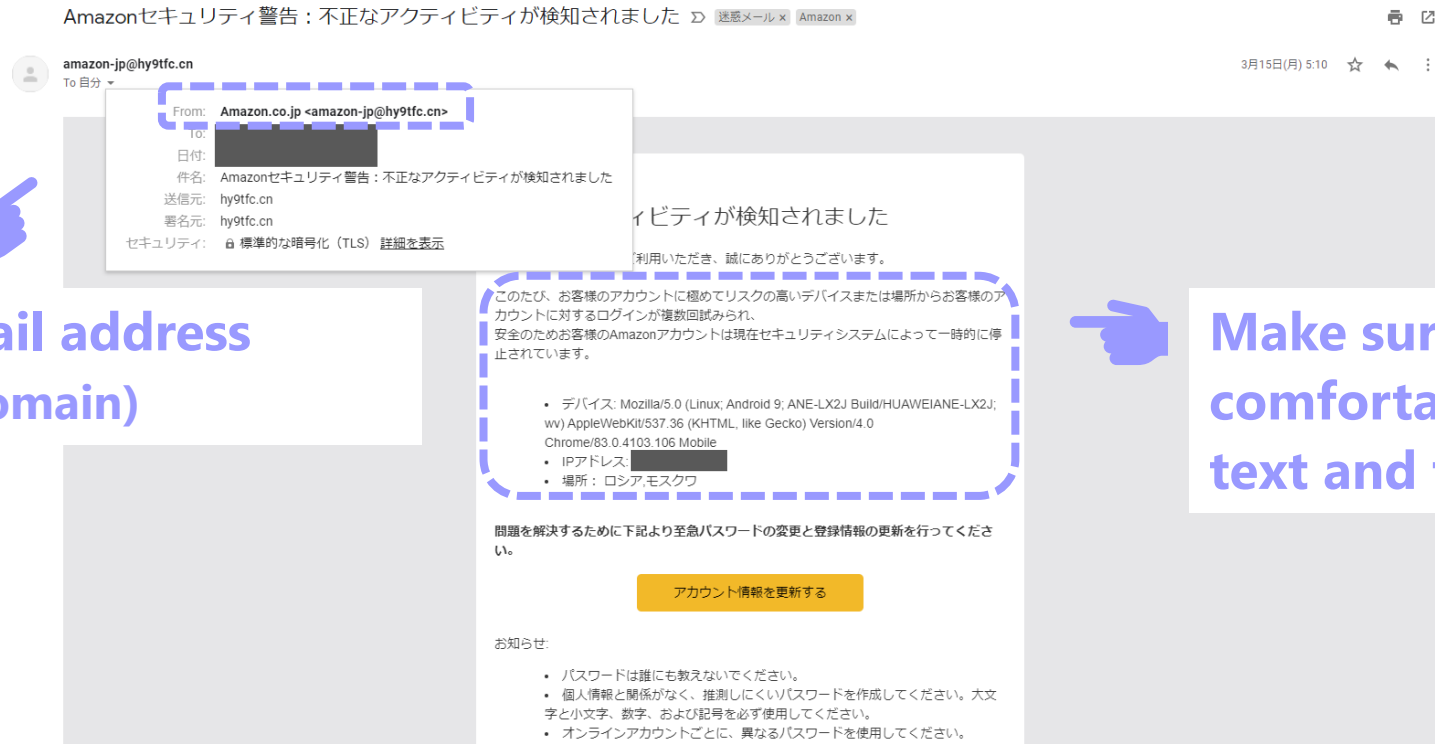 Amazonセキュリティ警告：不正なアクティビティが検知されました 迷惑メール x Amazon x
amazon-jp@hy9tfc.cn
3月15日(月) 5:10
To 自分
From: Amazon.co.jp <amazon-jp@hy9tfc.cn>
To:
日付:
件名: Amazonセキュリティ警告：不正なアクティビティが検知されました
送信元: hy9tfc.cn
署名元: hy9tfc.cn
セキュリティ: 標準的な暗号化（TLS） 詳細を表示
ail address
omain)
ィビティが検知されました
利用いただき、誠にありがとうございます。
このたび、お客様のアカウントに極めてリスクの高いデバイスまたは場所からお客様のア
カウントに対するログインが複数回試みられ、
安全のためお客様のAmazonアカウントは現在セキュリティシステムによって一時的に停
止されています。
• デバイス: Mozilla/5.0 (Linux; Android 9; ANE-LX2J Build/HUAWEIANE-LX2J;
wv) AppleWebKit/537.36 (KHTML, like Gecko) Version/4.0
Chrome/83.0.4103.106 Mobile
• IPアドレス:
• 場所： ロシア,モスクワ
問題を解決するために下記より至急パスワードの変更と登録情報の更新を行ってくださ
い。
アカウント情報を更新する
お知らせ:
• パスワードは誰にも教えないでください。
• 個人情報と関係がなく、推測しにくいパスワードを作成してください。大文
字と小文字、数字、および記号を必ず使用してください。
• オンラインアカウントごとに、異なるパスワードを使用してください。
Make sur
comforta
text and